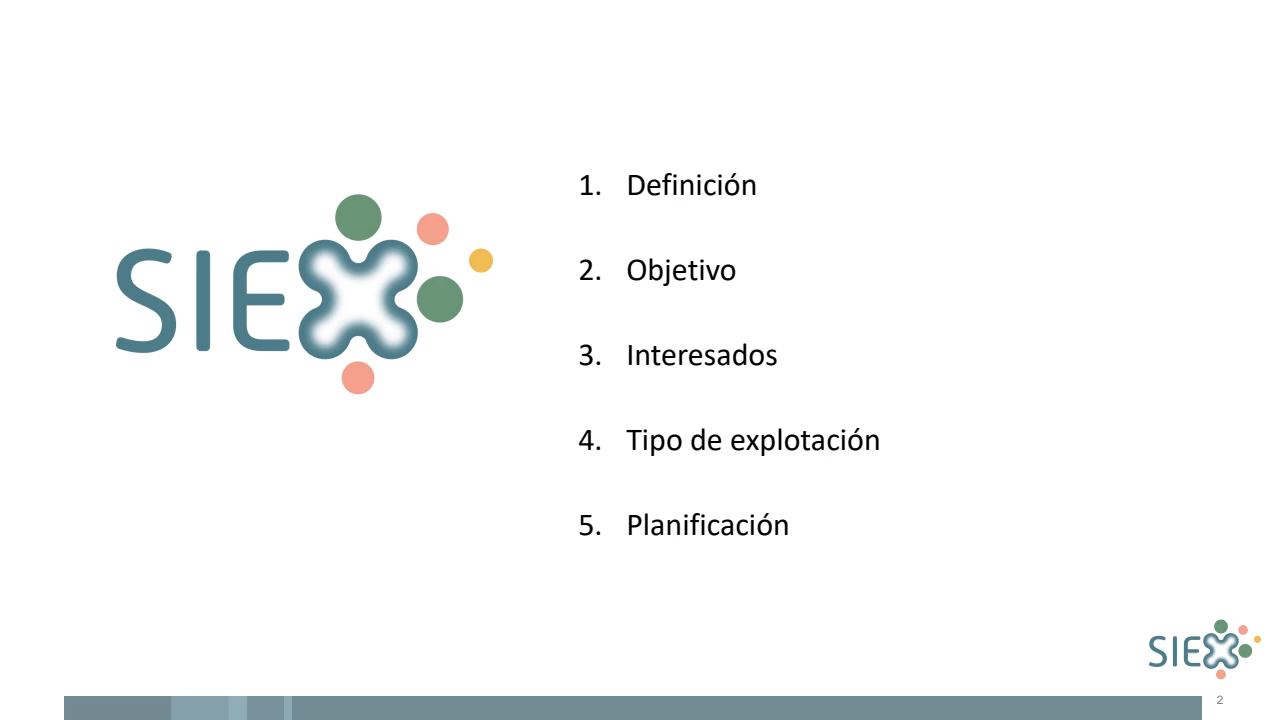 SIEX
1. Definición
2. Objetivo
3. Interesados
4. Tipo de explotación
5. Planificación
SIEX
2